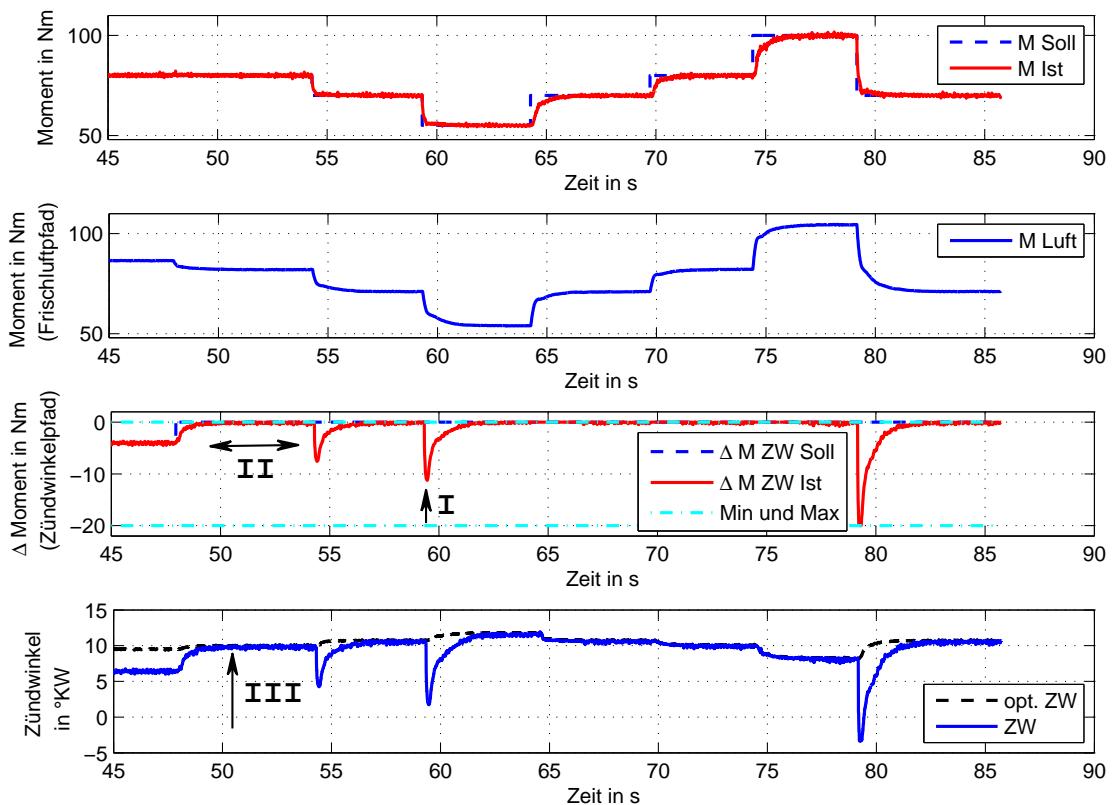 Moment in Nm
100
50
45 50 55 60 65 70 75 80 85 90
Zeit in s
M Soll
M Ist
Moment in Nm
(Frischluftpfad)
100
50
45 50 55 60 65 70 75 80 85 90
Zeit in s
M Luft
Δ Moment in Nm
(Zündwinkelpfad)
0
−10
−20
II
I
45 50 55 60 65 70 75 80 85 90
Zeit in s
Δ M ZW Soll
Δ M ZW Ist
Min und Max
Zündwinkel
in °KW
15
10
5
0
−5
III
45 50 55 60 65 70 75 80 85 90
Zeit in s
opt. ZW
ZW